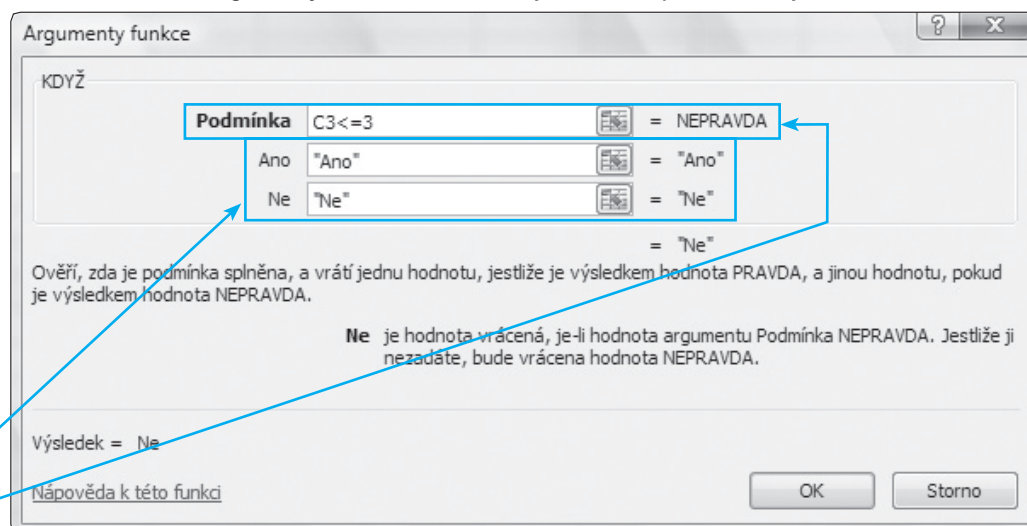 Argumenty funkce
KDYŽ
Podmínka C3<=3 = NEPRAVDA
Ano "Ano" = "Ano"
Ne "Ne" = "Ne"
= "Ne"
Ověří, zda je podmínka splněna, a vrátí jednu hodnotu, jestliže je výsledkem hodnota PRAVDA, a jinou hodnotu, pokud
je výsledkem hodnota NEPRAVDA.
Ne je hodnota vrácená, je-li hodnota argumentu Podmínka NEPRAVDA. Jestliže ji
nezadáte, bude vrácena hodnota NEPRAVDA.
Výsledek = Ne
Nápověda k této funkci
OK Storno